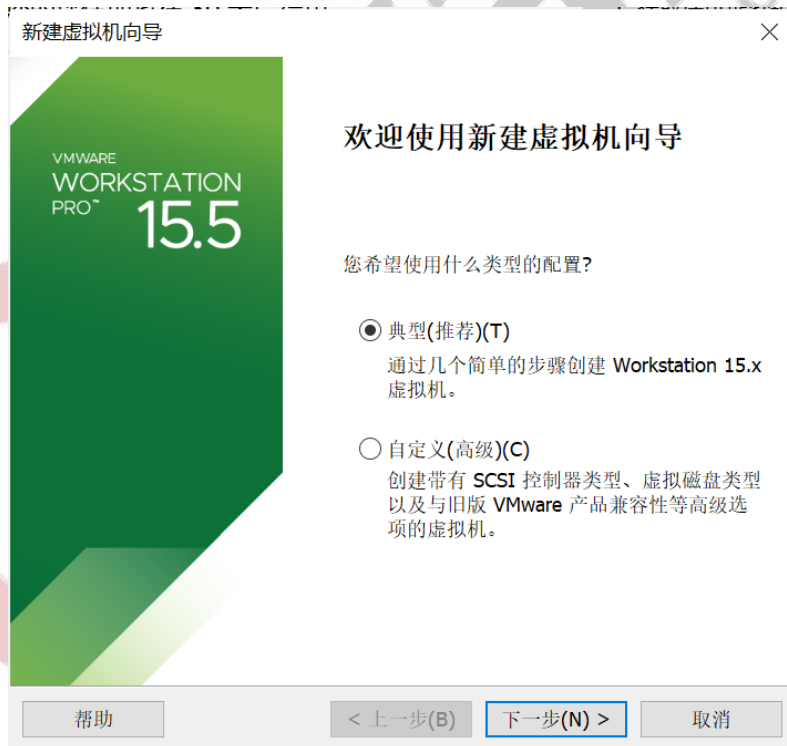 新建虚拟机向导
VMWARE
WORKSTATION
PRO™ 15.5
欢迎使用新建虚拟机向导
您希望使用什么类型的配置?
典型(推荐)(T)
通过几个简单的步骤创建 Workstation 15.x
虚拟机。
自定义(高级)(C)
创建带有 SCSI 控制器类型、虚拟磁盘类型
以及与旧版 VMware 产品兼容性等高级选
项的虚拟机。
帮助
< 上一步(B)
下一步(N) >
取消